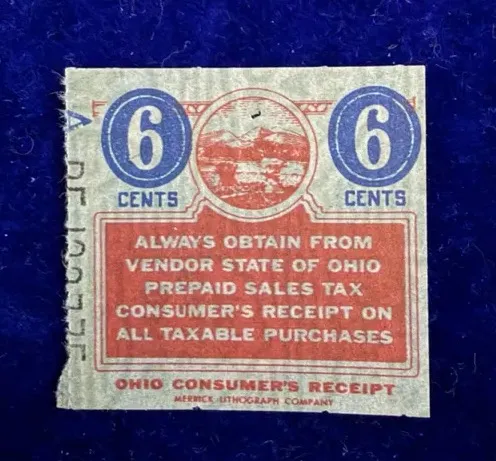 6 6
CENTS CENTS
ALWAYS OBTAIN FROM
VENDOR STATE OF OHIO
PREPAID SALES TAX
CONSUMER'S RECEIPT ON
ALL TAXABLE PURCHASES
OHIO CONSUMER'S RECEIPT
MERRICK LITHOGRAPH COMPANY